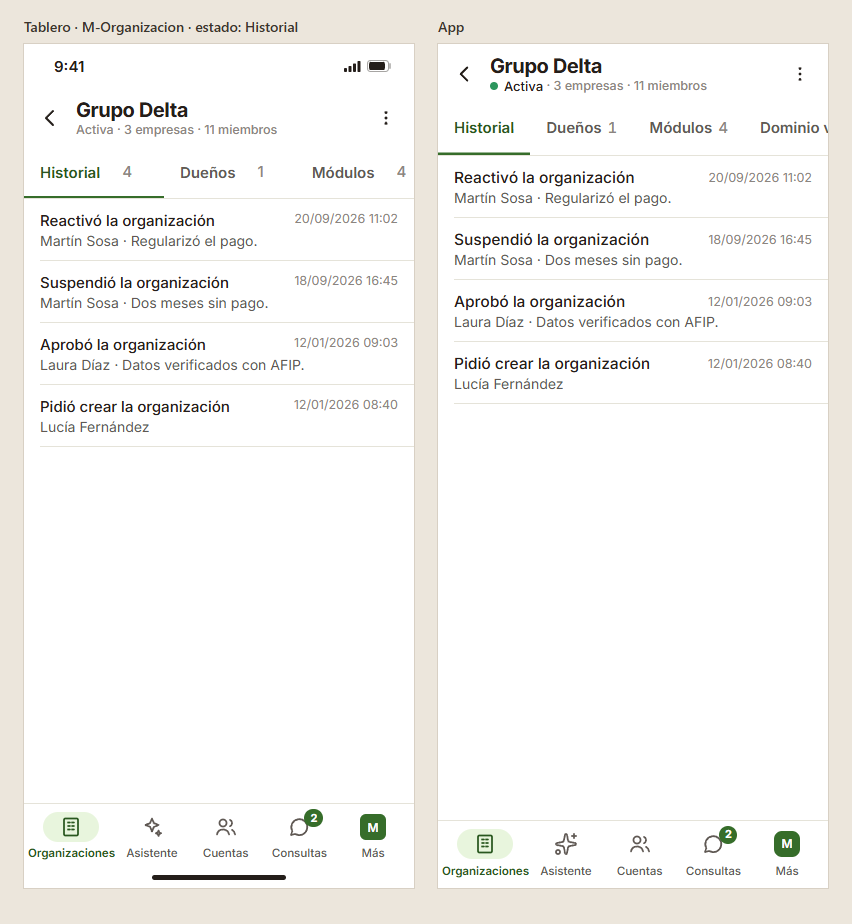 Tablero · M-Organizacion · estado: Historial
9:41
Grupo Delta
Activa · 3 empresas · 11 miembros
Historial 4 Dueños 1 Módulos 4
Reactivó la organización 20/09/2026 11:02
Martín Sosa · Regularizó el pago.
Suspendió la organización 18/09/2026 16:45
Martín Sosa · Dos meses sin pago.
Aprobó la organización 12/01/2026 09:03
Laura Díaz · Datos verificados con AFIP.
Pidió crear la organización 12/01/2026 08:40
Lucía Fernández
2
M
Organizaciones Asistente Cuentas Consultas Más
App
Grupo Delta
Activa · 3 empresas · 11 miembros
Historial Dueños 1 Módulos 4 Dominio v
Reactivó la organización 20/09/2026 11:02
Martín Sosa · Regularizó el pago.
Suspendió la organización 18/09/2026 16:45
Martín Sosa · Dos meses sin pago.
Aprobó la organización 12/01/2026 09:03
Laura Díaz · Datos verificados con AFIP.
Pidió crear la organización 12/01/2026 08:40
Lucía Fernández
2
M
Organizaciones Asistente Cuentas Consultas Más